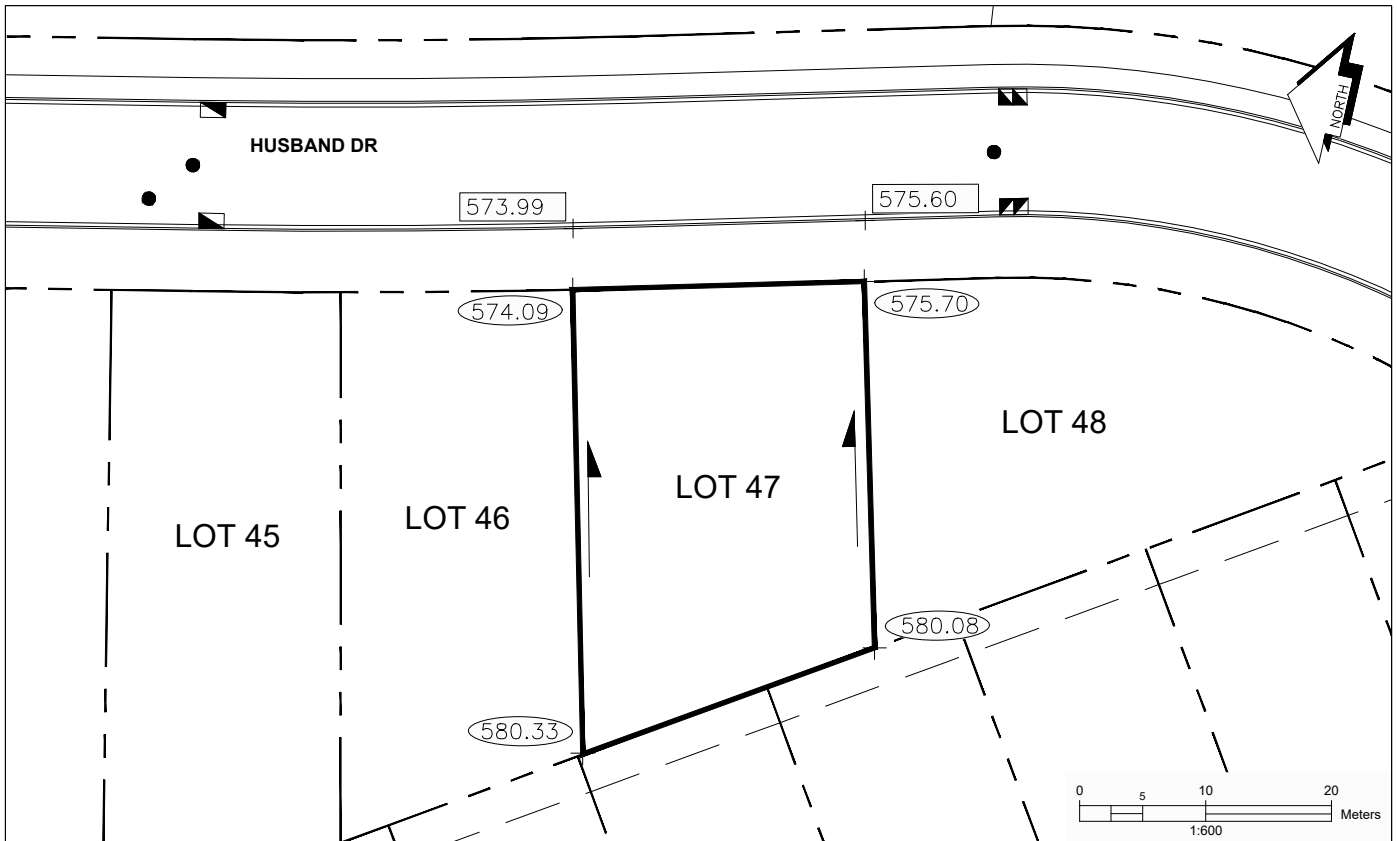 NORTH
HUSBAND DR
573.99
575.60
574.09
575.70
LOT 48
LOT 47
LOT 46
LOT 45
580.08
580.33
0 5 10 20
Meters
1:600